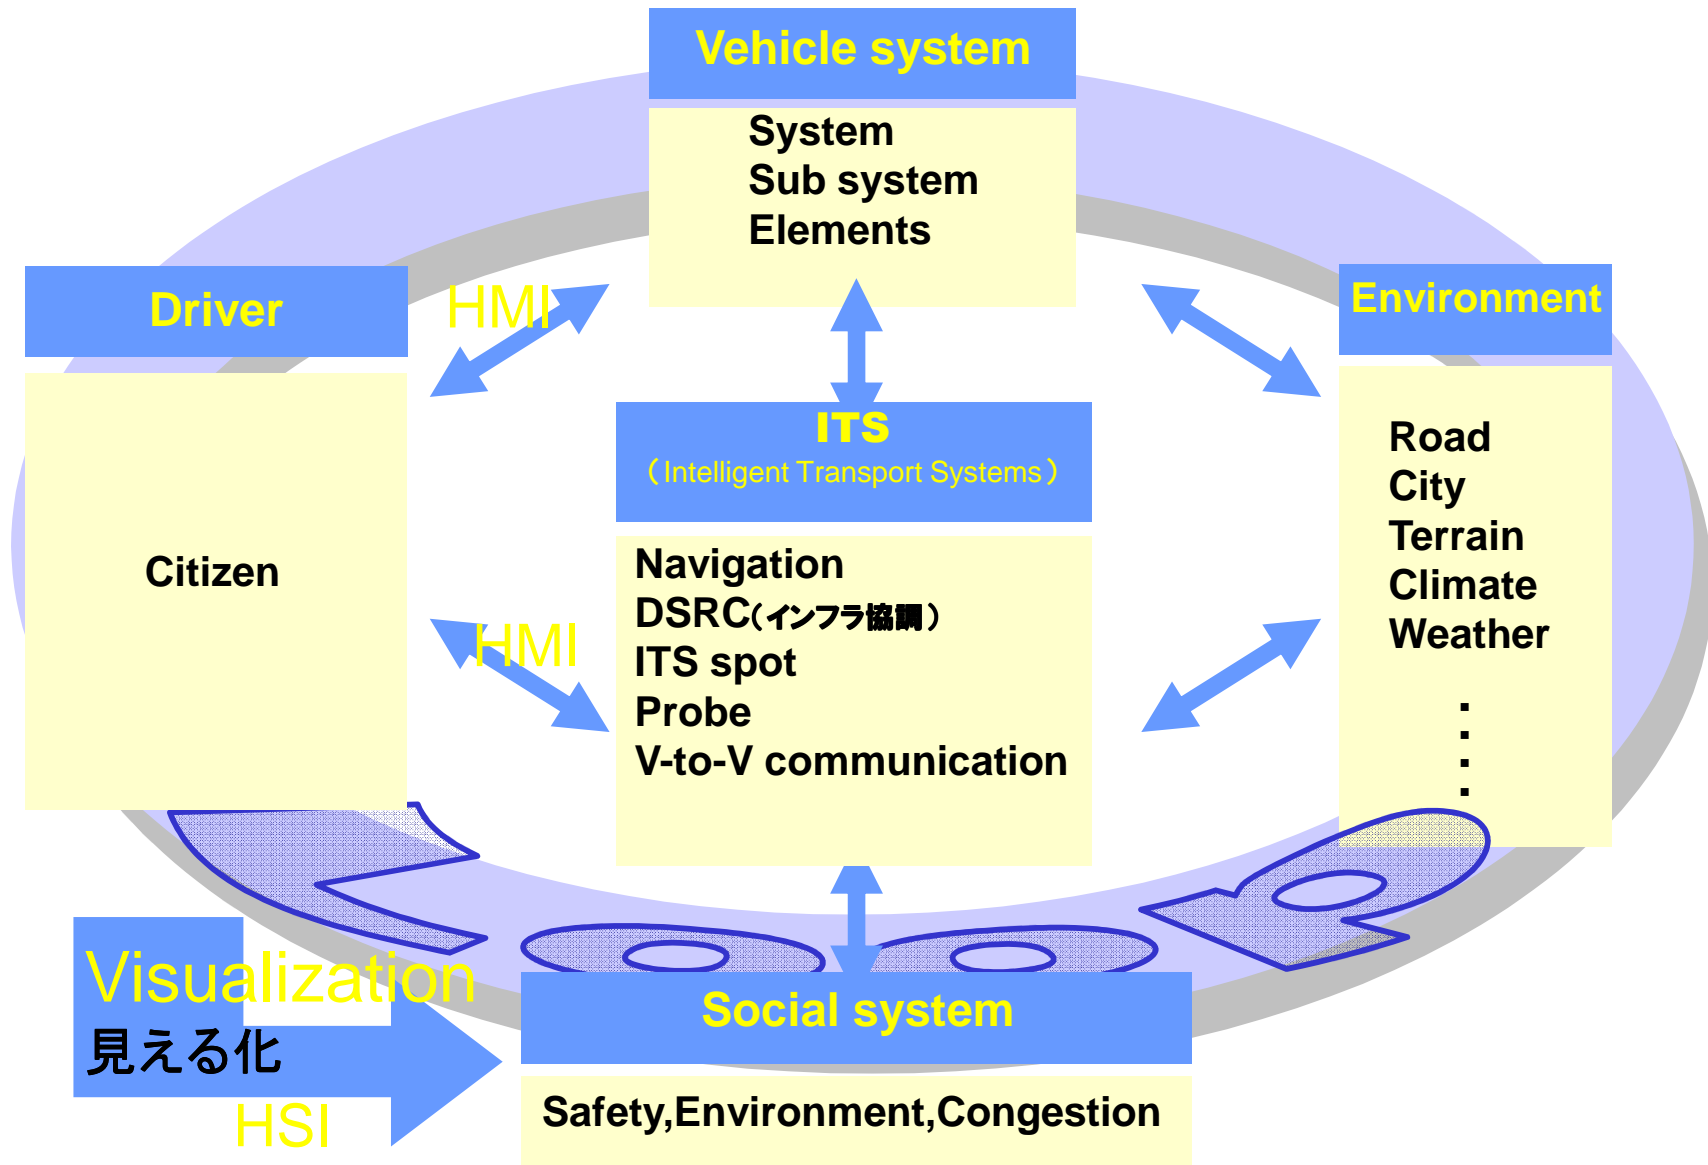 Vehicle system
System
Sub system
Elements
Driver
HMI
Environment
ITS
（Intelligent Transport Systems）
Citizen
HMI
Navigation
DSRC（インフラ協調）
ITS spot
Probe
V-to-V communication
Road
City
Terrain
Climate
Weather
Visualization
見える化
HSI
Social system
Safety,Environment,Congestion